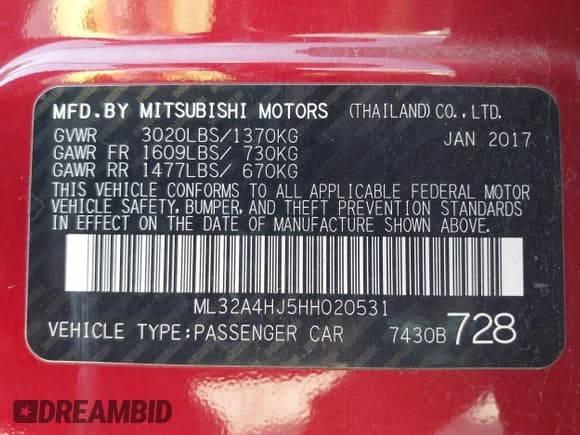 MFD.BY MITSUBISHI MOTORS (THAILAND)CO.,LTD.
GVWR 3020LBS/1370KG JAN 2017
GAWR FR 1609LBS/ 730KG
GAWR RR 1477LBS/ 670KG
THIS VEHICLE CONFORMS TO ALL APPLICABLE FEDERAL MOTOR
VEHICLE SAFETY, BUMPER, AND THEFT PREVENTION STANDARDS
IN EFFECT ON THE DATE OF MANUFACTURE SHOWN ABOVE.
ML32A4HJ5HH020531
VEHICLE TYPE:PASSENGER CAR 7430B 728
DREAMBID